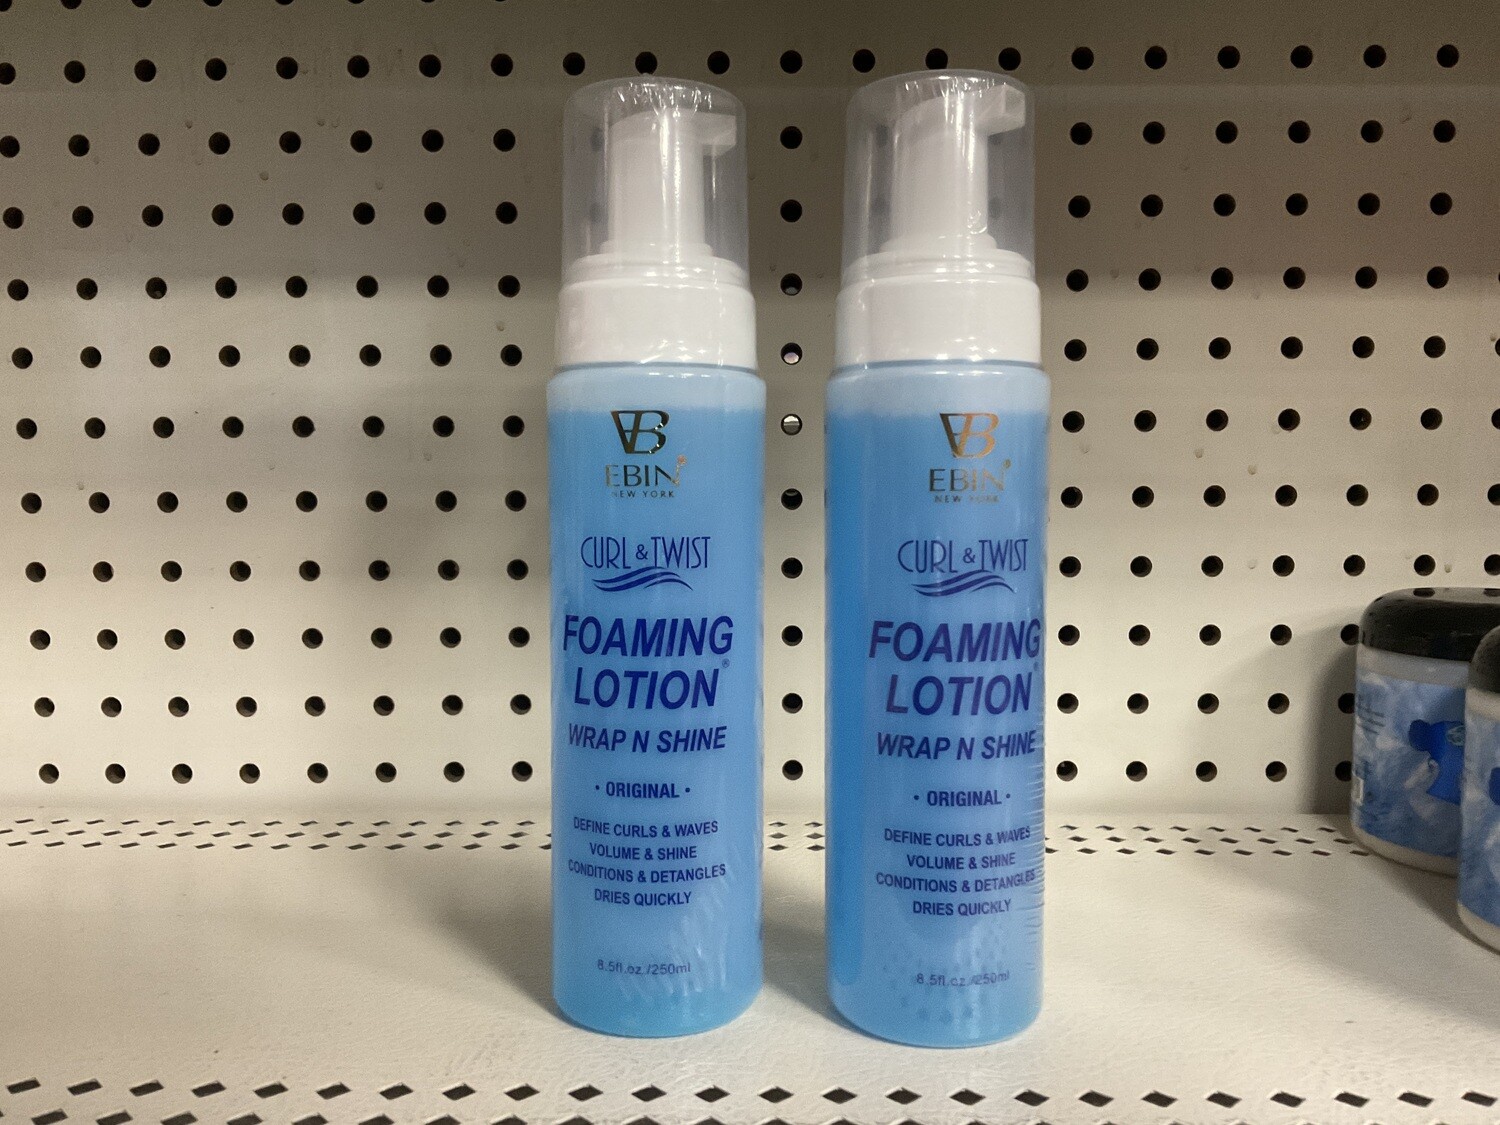 EBIN
NEW YORK
CURL & TWIST
FOAMING
LOTION®
WRAP N SHINE
• ORIGINAL •
DEFINE CURLS & WAVES
VOLUME & SHINE
CONDITIONS & DETANGLES
DRIES QUICKLY
8.5fl.oz./250ml
EBIN
NEW YORK
CURL & TWIST
FOAMING
LOTION®
WRAP N SHINE
• ORIGINAL •
DEFINE CURLS & WAVES
VOLUME & SHINE
CONDITIONS & DETANGLES
DRIES QUICKLY
8.5fl.oz./250ml